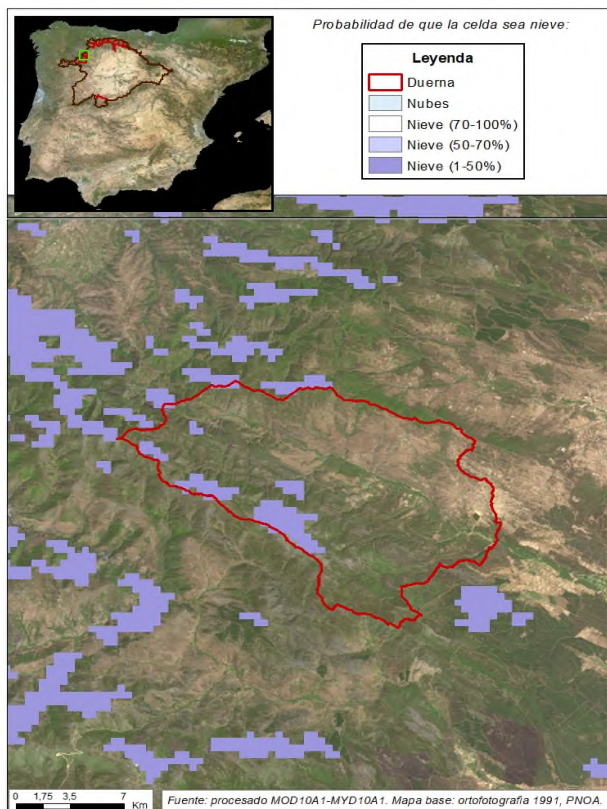 Probabilidad de que la celda sea nieve:
Leyenda
Duerna
Nubes
Nieve (70-100%)
Nieve (50-70%)
Nieve (1-50%)
0 1,75 3,5 7
Km
Fuente: procesado MOD10A1-MYD10A1. Mapa base: ortofotografia 1991, PNOA